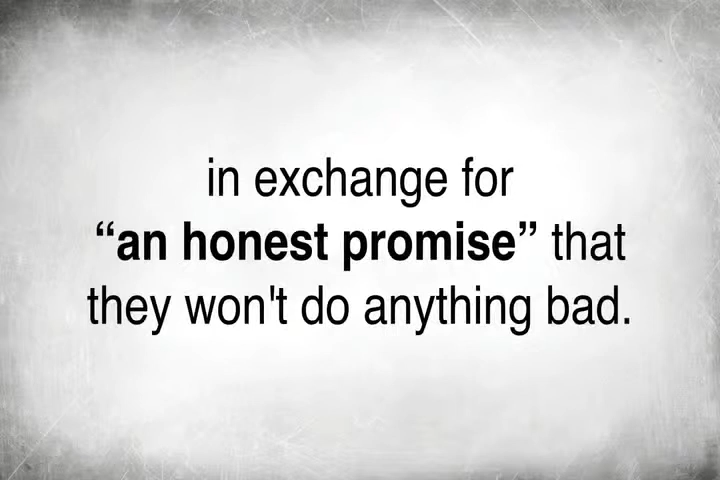 in exchange for
“an honest promise” that
they won't do anything bad.